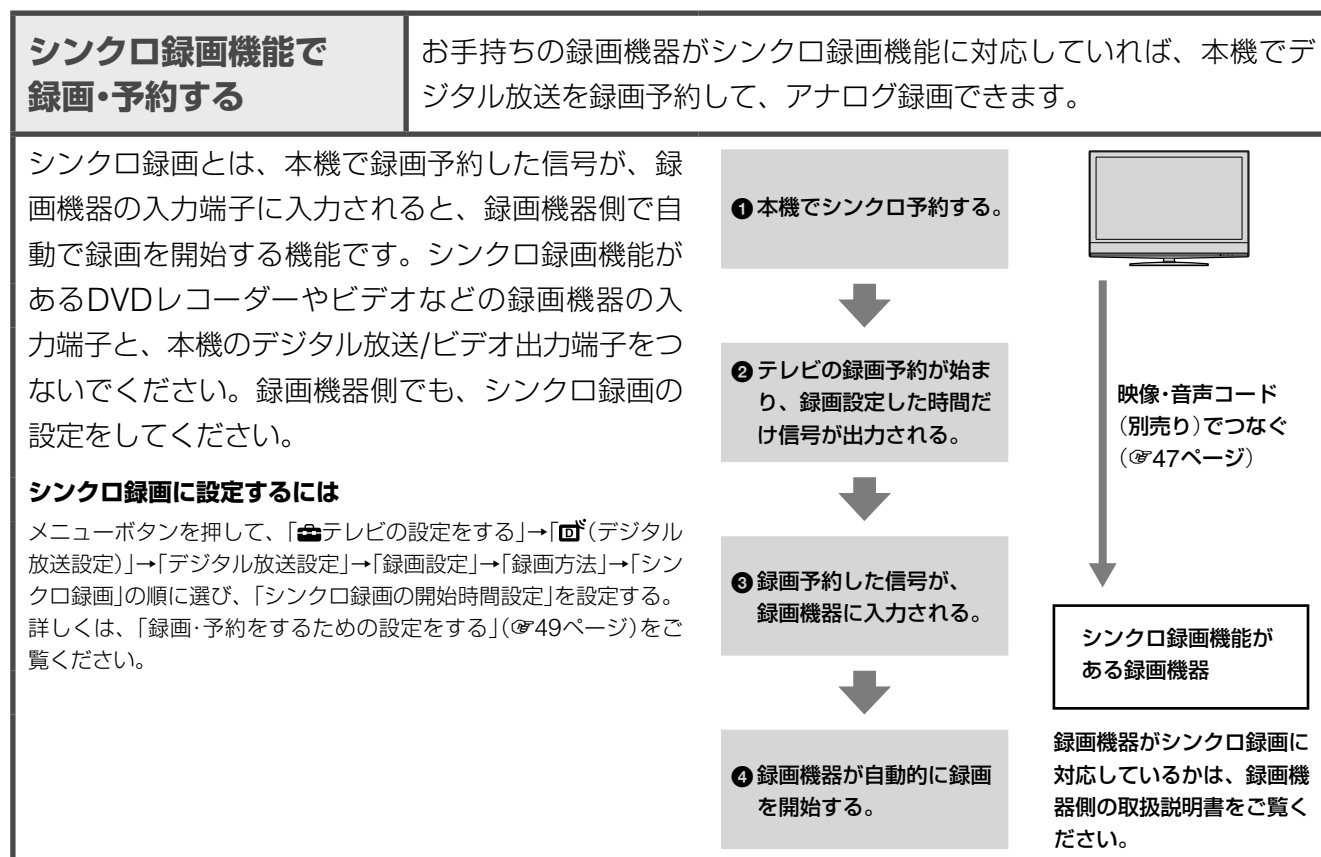 シンクロ録画機能で
録画・予約する
お手持ちの録画機器がシンクロ録画機能に対応していれば、本機でデ
ジタル放送を録画予約して、アナログ録画できます。
シンクロ録画とは、本機で録画予約した信号が、録
画機器の入力端子に入力されると、録画機器側で自
動で録画を開始する機能です。シンクロ録画機能が
あるDVDレコーダーやビデオなどの録画機器の入
力端子と、本機のデジタル放送/ビデオ出力端子をつ
ないでください。録画機器側でも、シンクロ録画の
設定をしてください。
シンクロ録画に設定するには
メニューボタンを押して、「テレビの設定をする」→「D(デジタル
放送設定)」→「デジタル放送設定」→「録画設定」→「録画方法」→「シン
クロ録画」の順に選び、「シンクロ録画の開始時間設定」を設定する。
詳しくは、「録画・予約をするための設定をする」(☞49ページ)をご
覧ください。
❶本機でシンクロ予約する。
❷テレビの録画予約が始ま
り、録画設定した時間だ
け信号が出力される。
❸録画予約した信号が、
録画機器に入力される。
❹録画機器が自動的に録画
を開始する。
映像・音声コード
(別売り)でつなぐ
(☞47ページ)
シンクロ録画機能が
ある録画機器
録画機器がシンクロ録画に
対応しているかは、録画機
器側の取扱説明書をご覧く
ださい。